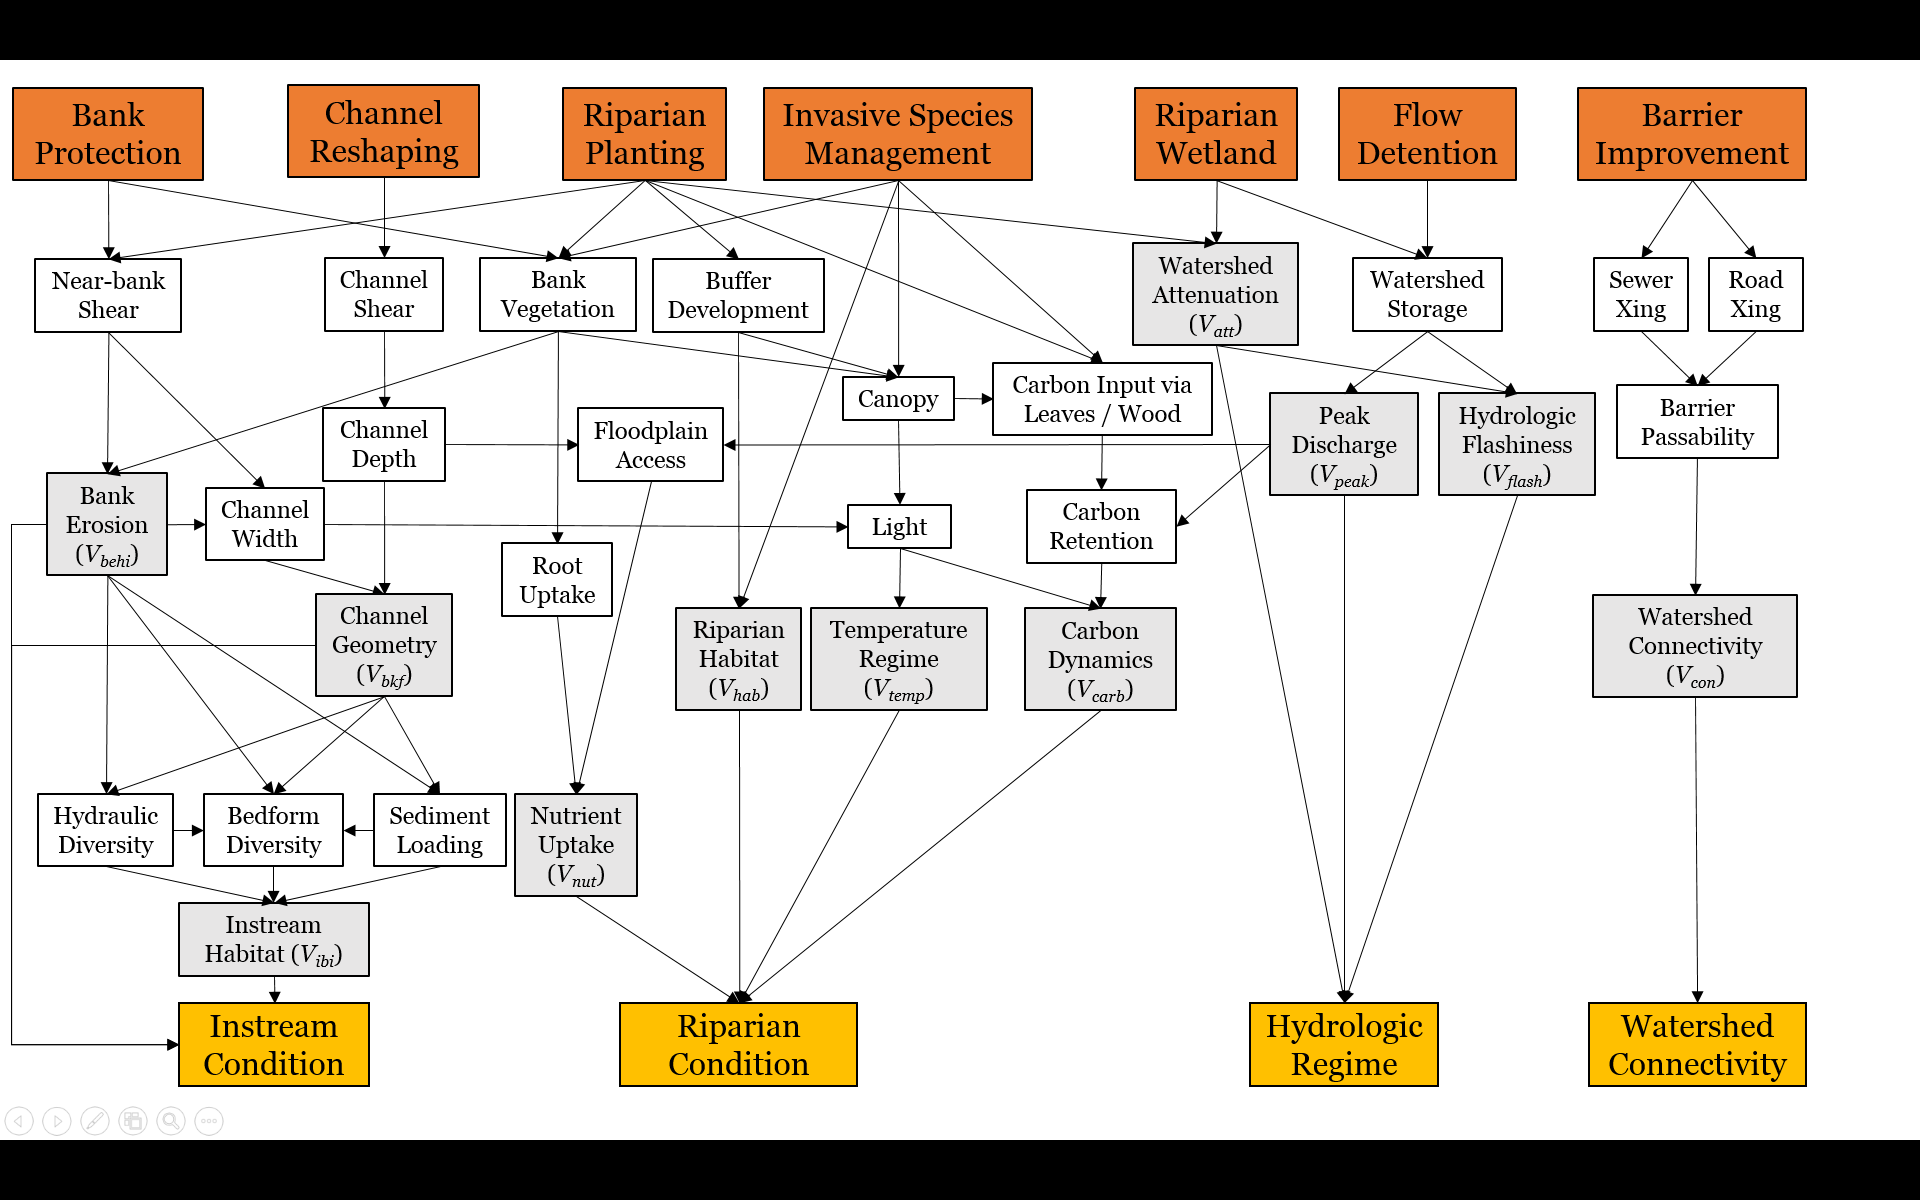 Bank
Protection
Channel
Reshaping
Riparian
Planting
Invasive Species
Management
Riparian
Wetland
Flow
Detention
Barrier
Improvement
Near-bank
Shear
Channel
Shear
Bank
Vegetation
Buffer
Development
Watershed
Attenuation
(Vatt)
Watershed
Storage
Sewer
Xing
Road
Xing
Canopy
Carbon Input via
Leaves / Wood
Channel
Depth
Floodplain
Access
Peak
Discharge
(Vpeak)
Hydrologic
Flashiness
(Vflash)
Barrier
Passability
Bank
Erosion
(Vbehi)
Channel
Width
Light
Carbon
Retention
Root
Uptake
Channel
Geometry
(Vbkf)
Riparian
Habitat
(Vhab)
Temperature
Regime
(Vtemp)
Carbon
Dynamics
(Vcarb)
Watershed
Connectivity
(Vcon)
Hydraulic
Diversity
Bedform
Diversity
Sediment
Loading
Nutrient
Uptake
(Vnut)
Instream
Habitat (Vibi)
Instream
Condition
Riparian
Condition
Hydrologic
Regime
Watershed
Connectivity